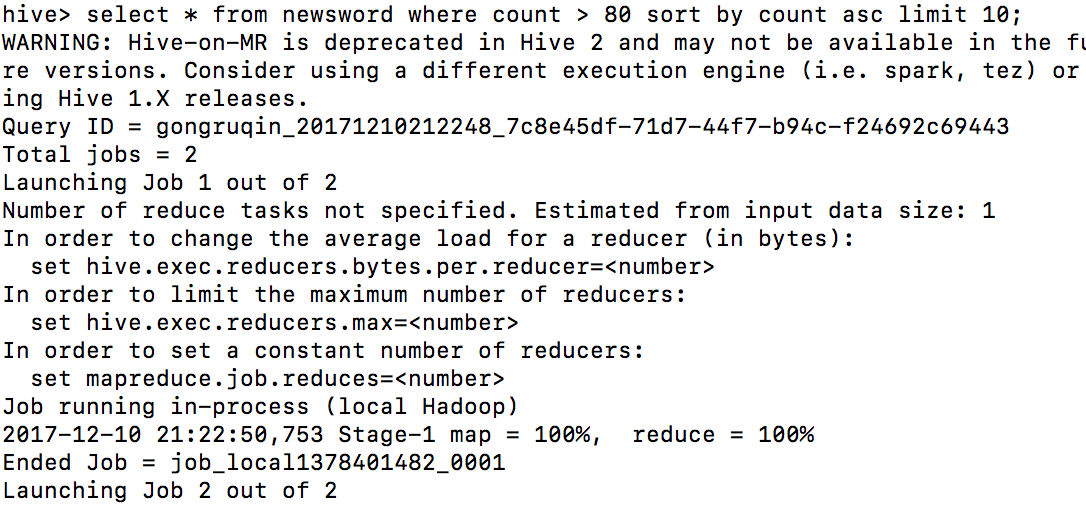 hive> select * from newsword where count > 80 sort by count asc limit 10;
WARNING: Hive-on-MR is deprecated in Hive 2 and may not be available in the
re versions. Consider using a different execution engine (i.e. spark, tez) or
ing Hive 1.X releases.
Query ID = gongruqin_20171210212248_7c8e45df-71d7-44f7-b94c-f24692c69443
Total jobs = 2
Launching Job 1 out of 2
Number of reduce tasks not specified. Estimated from input data size: 1
In order to change the average load for a reducer (in bytes):
  set hive.exec.reducers.bytes.per.reducer=<number>
In order to limit the maximum number of reducers:
  set hive.exec.reducers.max=<number>
In order to set a constant number of reducers:
  set mapreduce.job.reduces=<number>
Job running in-process (local Hadoop)
2017-12-10 21:22:50,753 Stage-1 map = 100%,  reduce = 100%
Ended Job = job_local1378401482_0001
Launching Job 2 out of 2